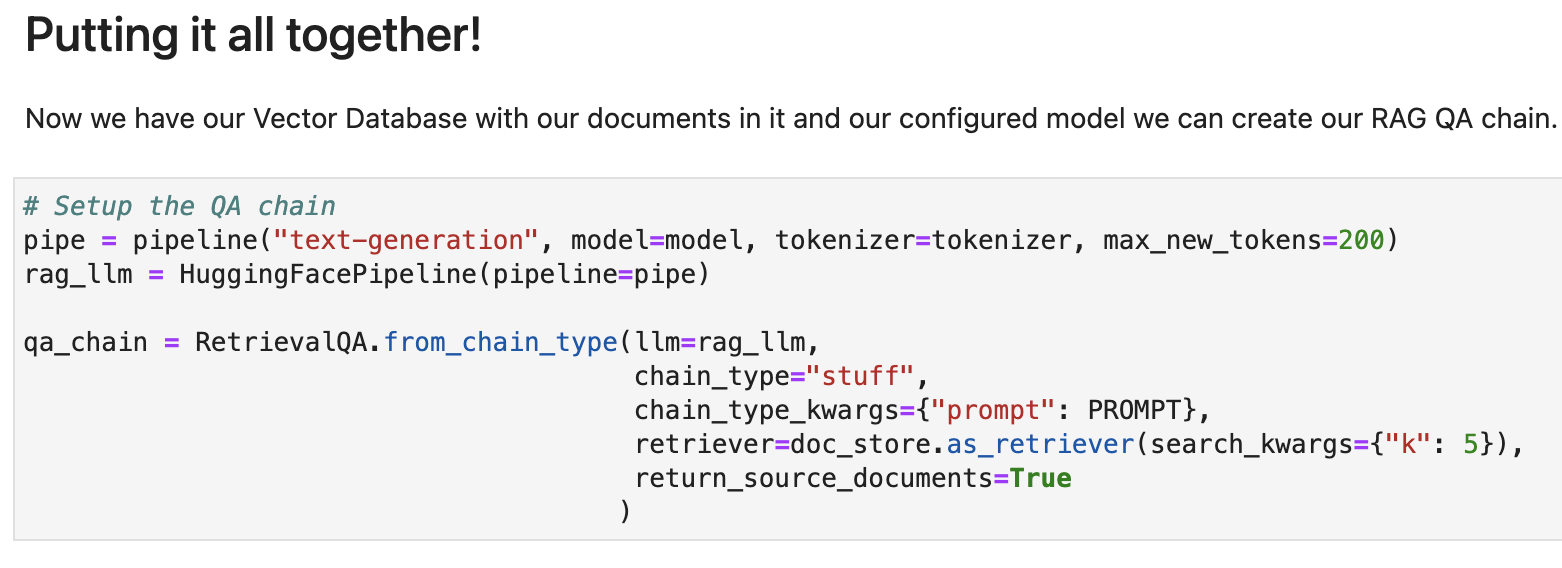 Putting it all together!
Now we have our Vector Database with our documents in it and our configured model we can create our RAG QA chain.
# Setup the QA chain
pipe = pipeline("text-generation", model=model, tokenizer=tokenizer, max_new_tokens=200)
rag_llm = HuggingFacePipeline(pipeline=pipe)
qa_chain = RetrievalQA.from_chain_type(llm=rag_llm,
chain_type="stuff",
chain_type_kwargs={"prompt": PROMPT},
retriever=doc_store.as_retriever(search_kwargs={"k": 5}),
return_source_documents=True
)